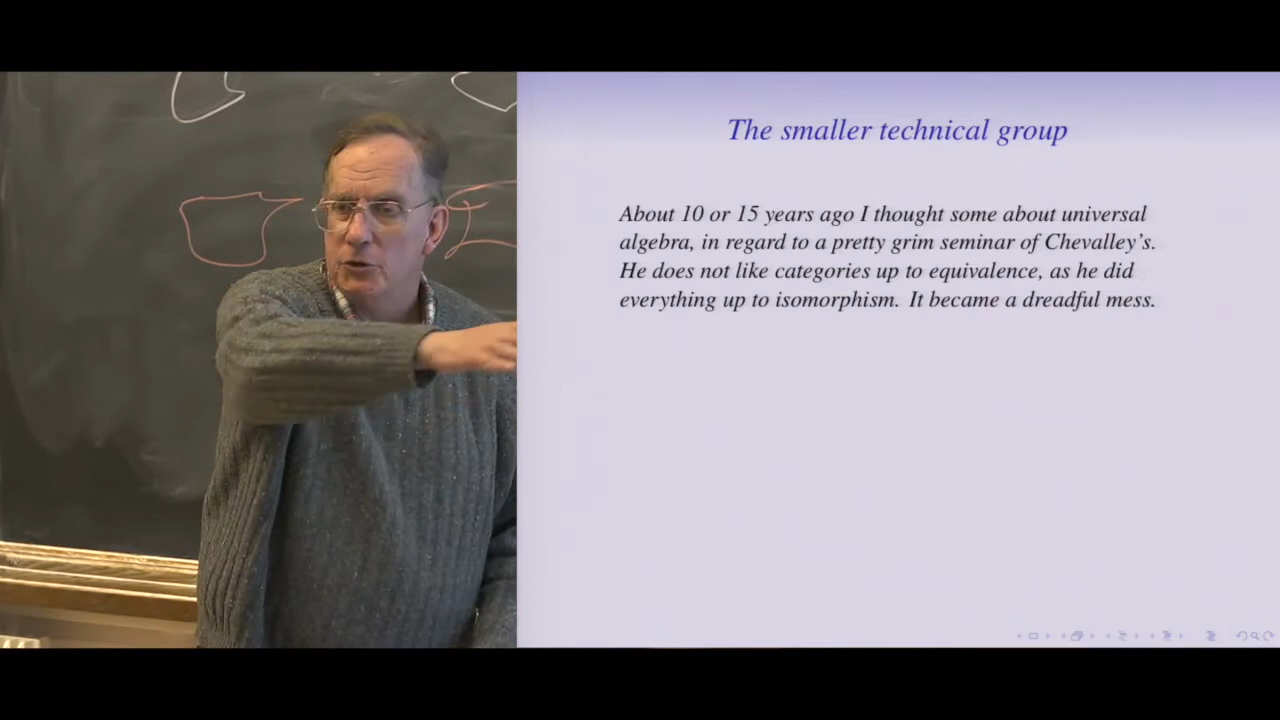 The smaller technical group
About 10 or 15 years ago I thought some about universal
algebra, in regard to a pretty grim seminar of Chevalley's.
He does not like categories up to equivalence, as he did
everything up to isomorphism. It became a dreadful mess.